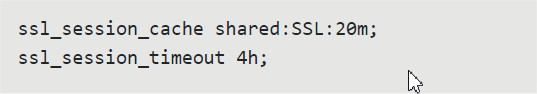 ssl_session_cache shared:SSL:20m;
ssl_session_timeout 4h;